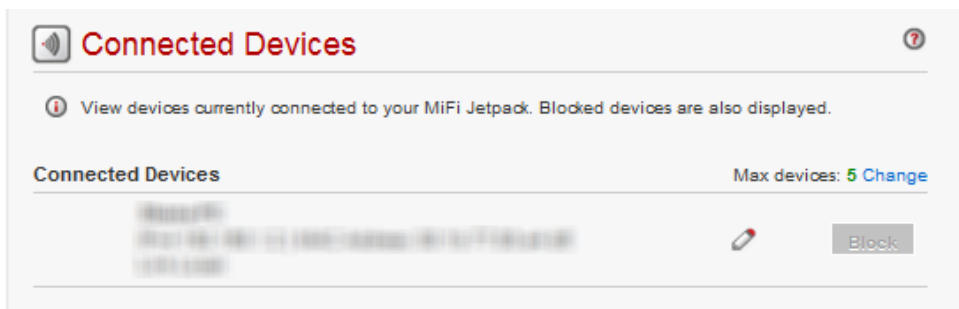 Connected Devices
View devices currently connected to your MiFi Jetpack. Blocked devices are also displayed.
Connected Devices
Max devices: 5 Change
Block